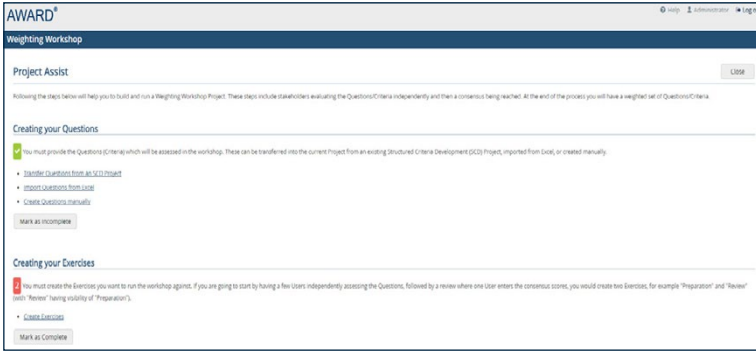 AWARD®
Help Administrator Log o
Weighting Workshop
Project Assist
Close
Following the steps below will help you to build and run a Weighting Workshop Project. These steps include stakeholders evaluating the Questions/Criteria independently and then a consensus being reached. At the end of the process you will have a weighted set of Questions/Criteria.
Creating your Questions
You must provide the Questions (Criteria) which will be assessed in the workshop. These can be transferred into the current Project from an existing Structured Criteria Development (SCD) Project, imported from Excel, or created manually.
Transfer Questions from an SCD Project
Import Questions from Excel
Create Questions manually
Mark as Incomplete
Creating your Exercises
2 You must create the Exercises you want to run the workshop against. If you are going to start by having a few Users independently assessing the Questions, followed by a review where one User enters the consensus scores, you would create two Exercises, for example "Preparation" and "Review"
(with "Review" having visibility of "Preparation").
Create Exercises
Mark as Complete